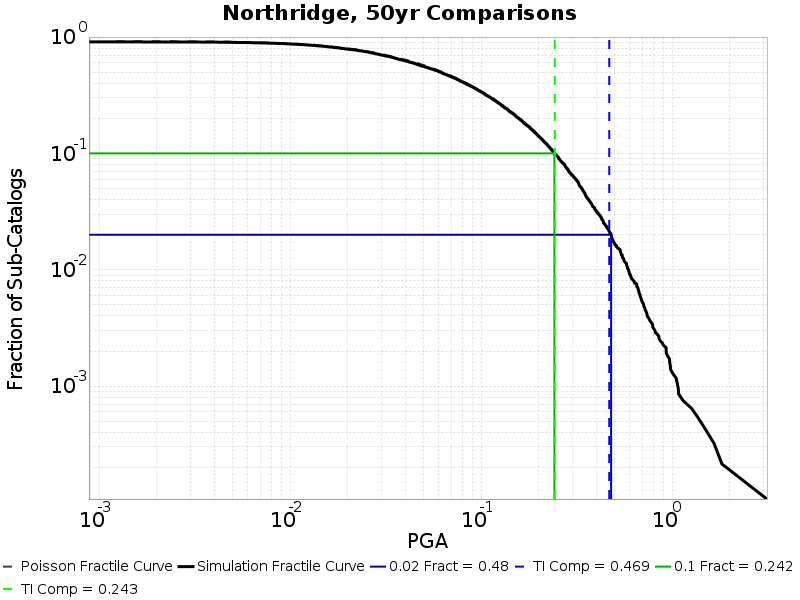 Northridge, 50yr Comparisons
10^0
10^-1
10^-2
10^-3
Fraction of Sub-Catalogs
10^-3 10^-2 10^-1 10^0
PGA
Poisson Fractile Curve Simulation Fractile Curve 0.02 Fract = 0.48 TI Comp = 0.469 0.1 Fract = 0.242
TI Comp = 0.243